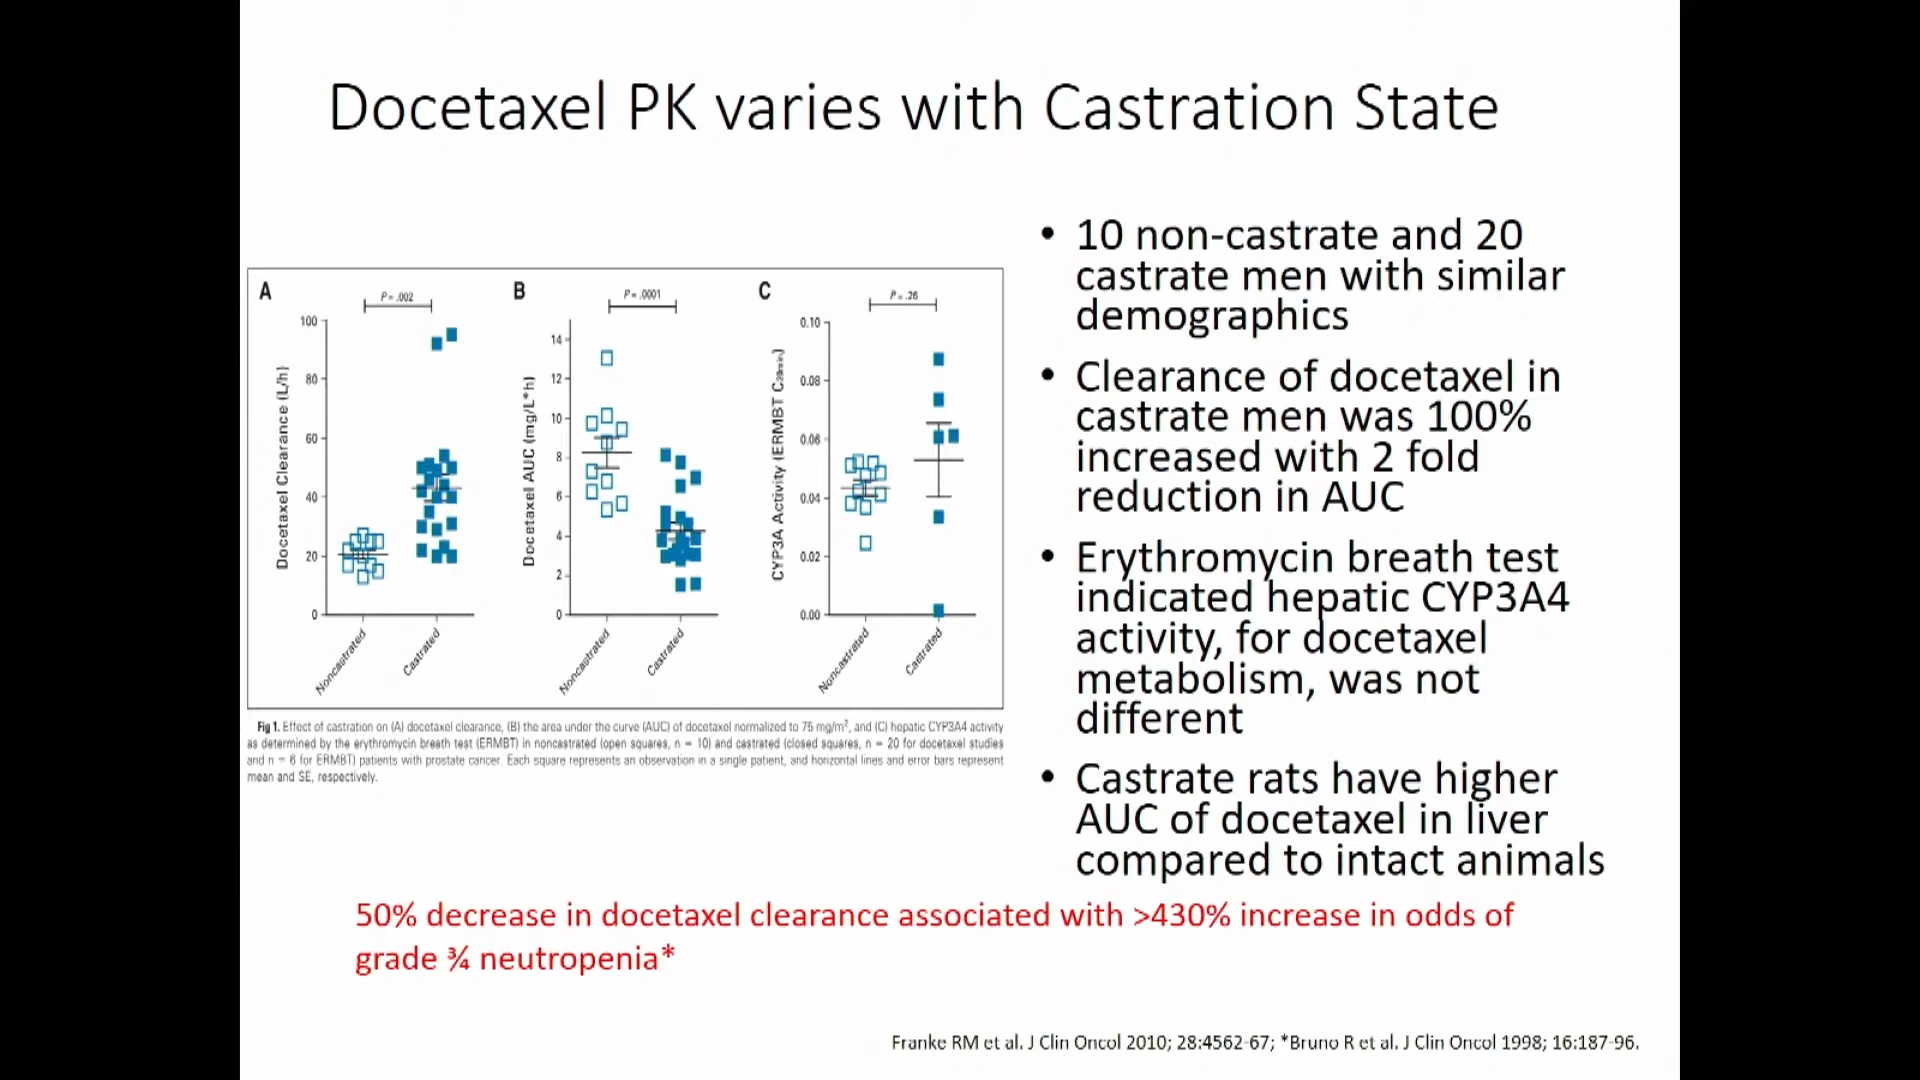 Docetaxel PK varies with Castration State
A
B
C
P = .002
P = .0001
P = .26
Docetaxel Clearance (L/h)
100
80
60
40
20
0
Noncastrated
Castrated
Docetaxel AUC (mg/L*h)
14
12
10
8
6
4
2
0
Noncastrated
Castrated
CYP3A Activity (ERMBT C20min)
0.10
0.08
0.06
0.04
0.02
0.00
Noncastrated
Castrated
Fig 1. Effect of castration on (A) docetaxel clearance, (B) the area under the curve (AUC) of docetaxel normalized to 75 mg/m², and (C) hepatic CYP3A4 activity
as determined by the erythromycin breath test (ERMBT) in noncastrated (open squares, n = 10) and castrated (closed squares, n = 20 for docetaxel studies
and n = 6 for ERMBT) patients with prostate cancer. Each square represents an observation in a single patient, and horizontal lines and error bars represent
mean and SE, respectively.
• 10 non-castrate and 20
castrate men with similar
demographics
• Clearance of docetaxel in
castrate men was 100%
increased with 2 fold
reduction in AUC
• Erythromycin breath test
indicated hepatic CYP3A4
activity, for docetaxel
metabolism, was not
different
• Castrate rats have higher
AUC of docetaxel in liver
compared to intact animals
50% decrease in docetaxel clearance associated with >430% increase in odds of
grade ¾ neutropenia*
Franke RM et al. J Clin Oncol 2010; 28:4562-67; *Bruno R et al. J Clin Oncol 1998; 16:187-96.